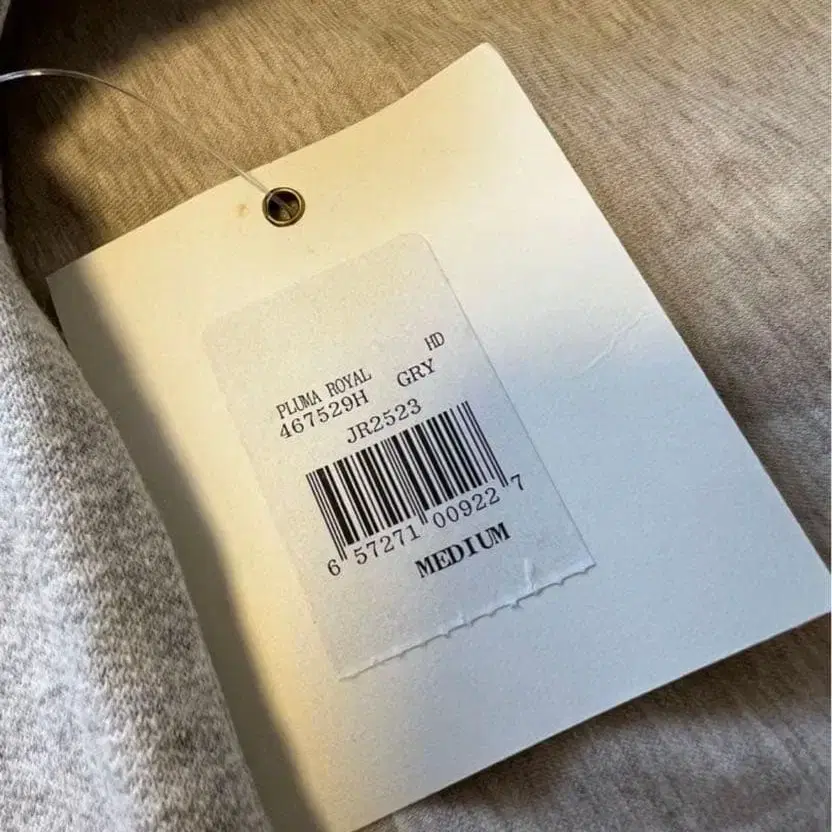 PLUMA ROYAL HD
467529H GRY
JR2523
6 57271 00922 7
MEDIUM